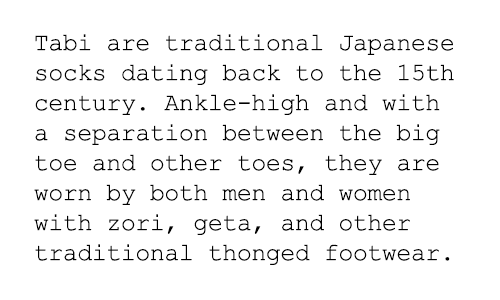 Tabi are traditional Japanese
socks dating back to the 15th
century. Ankle-high and with
a separation between the big
toe and other toes, they are
worn by both men and women
with zori, geta, and other
traditional thonged footwear.